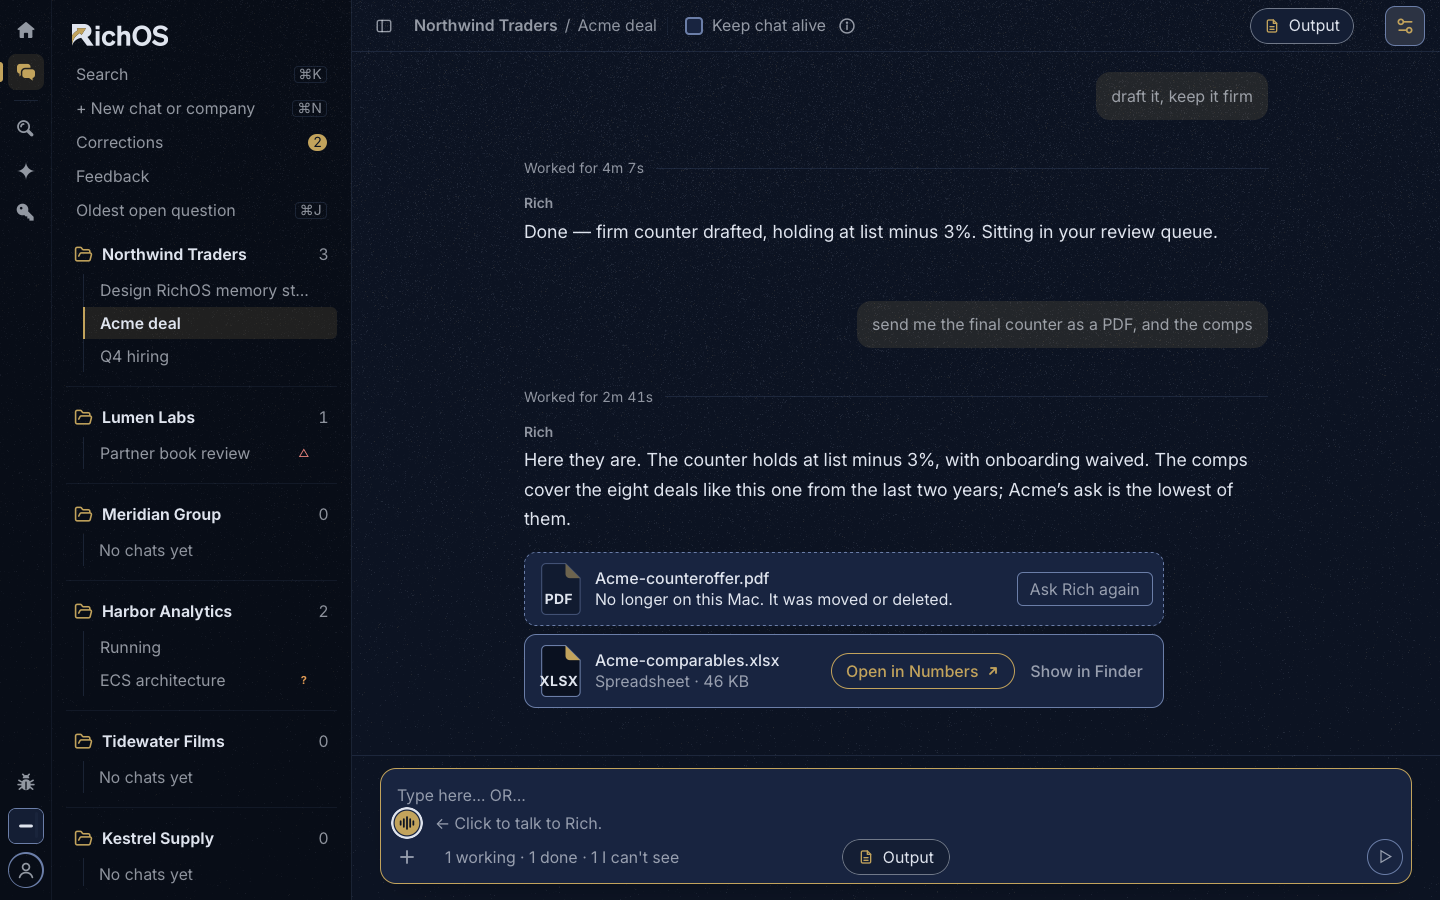 RichOS
Search ⌘K
+ New chat or company ⌘N
Corrections 2
Feedback
Oldest open question ⌘J
Northwind Traders 3
Design RichOS memory st...
Acme deal
Q4 hiring
Lumen Labs 1
Partner book review
Meridian Group 0
No chats yet
Harbor Analytics 2
Running
ECS architecture ?
Tidewater Films 0
No chats yet
Kestrel Supply 0
No chats yet
Northwind Traders / Acme deal
Keep chat alive
Output
draft it, keep it firm
Worked for 4m 7s
Rich
Done — firm counter drafted, holding at list minus 3%. Sitting in your review queue.
send me the final counter as a PDF, and the comps
Worked for 2m 41s
Rich
Here they are. The counter holds at list minus 3%, with onboarding waived. The comps
cover the eight deals like this one from the last two years; Acme’s ask is the lowest of
them.
PDF
Acme-counteroffer.pdf
No longer on this Mac. It was moved or deleted.
Ask Rich again
XLSX
Acme-comparables.xlsx
Spreadsheet · 46 KB
Open in Numbers ↗
Show in Finder
Type here... OR...
← Click to talk to Rich.
1 working · 1 done · 1 I can't see
Output